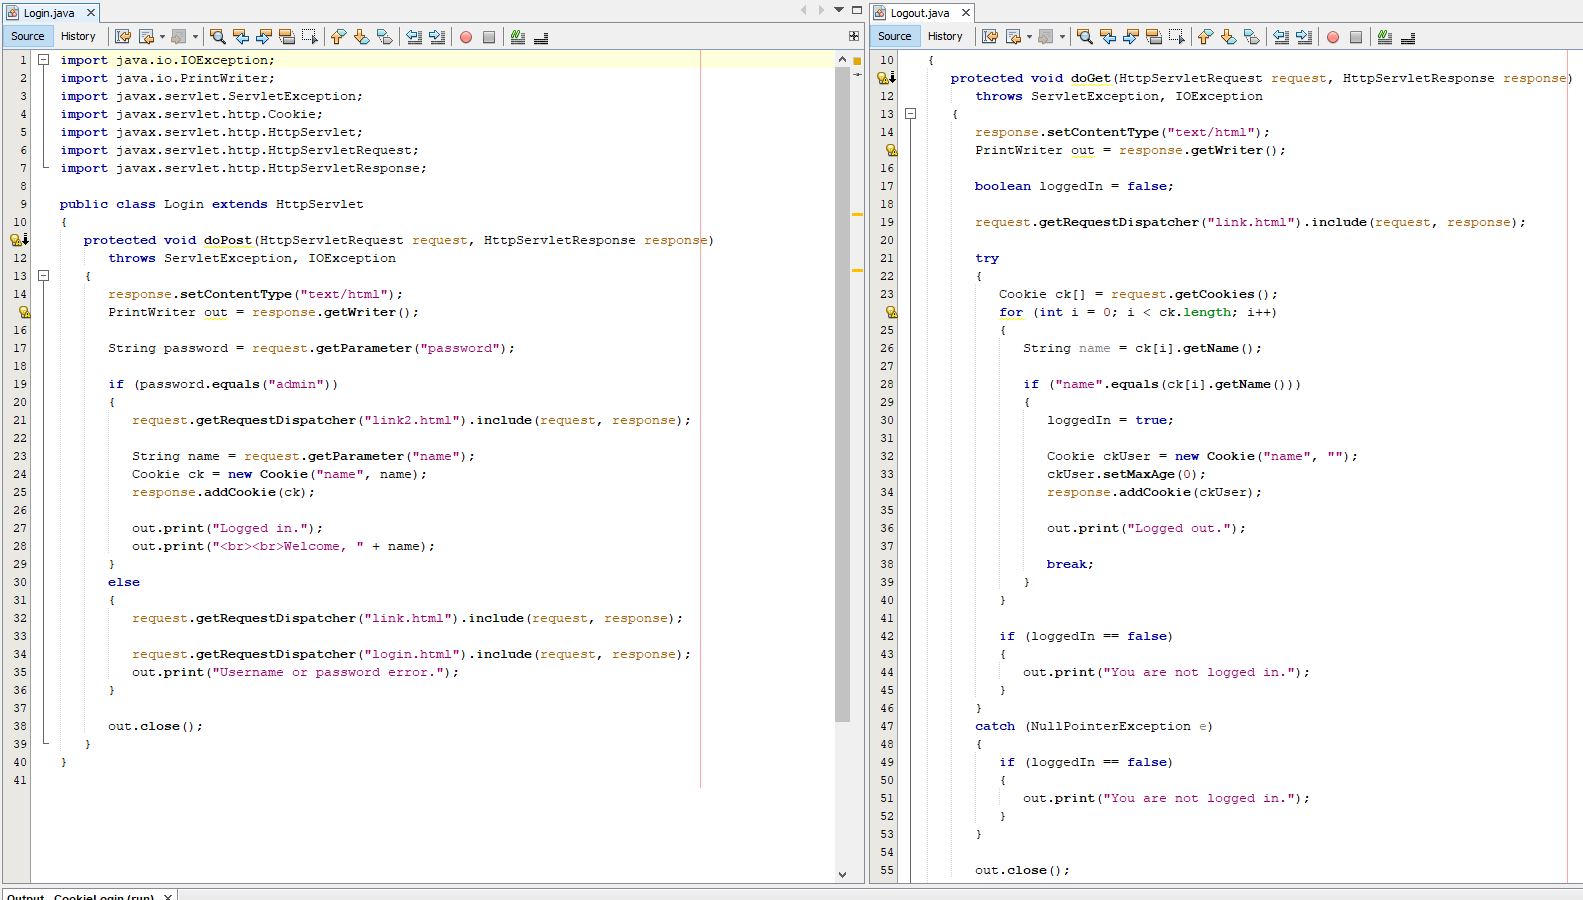 Login.java
Source History
1 import java.io.IOException;
2 import java.io.PrintWriter;
3 import javax.servlet.ServletException;
4 import javax.servlet.http.Cookie;
5 import javax.servlet.http.HttpServlet;
6 import javax.servlet.http.HttpServletRequest;
7 import javax.servlet.http.HttpServletResponse;
8
9 public class Login extends HttpServlet
10 {
protected void doPost(HttpServletRequest request, HttpServletResponse response)
12 throws ServletException, IOException
13 {
14 response.setContentType("text/html");
PrintWriter out = response.getWriter();
16
17 String password = request.getParameter("password");
18
19 if (password.equals("admin"))
20 {
21 request.getRequestDispatcher("link2.html").include(request, response);
22
23 String name = request.getParameter("name");
24 Cookie ck = new Cookie("name", name);
25 response.addCookie(ck);
26
27 out.print("Logged in.");
28 out.print("<br><br>Welcome, " + name);
29 }
30 else
31 {
32 request.getRequestDispatcher("link.html").include(request, response);
33
34 request.getRequestDispatcher("login.html").include(request, response);
35 out.print("Username or password error.");
36 }
37
38 out.close();
39 }
40 }
41
Output - CookieLogin (run)
Logout.java
Source History
10 {
protected void doGet(HttpServletRequest request, HttpServletResponse response)
12 throws ServletException, IOException
13 {
14 response.setContentType("text/html");
PrintWriter out = response.getWriter();
16
17 boolean loggedIn = false;
18
19 request.getRequestDispatcher("link.html").include(request, response);
20
21 try
22 {
23 Cookie ck[] = request.getCookies();
for (int i = 0; i < ck.length; i++)
25 {
26 String name = ck[i].getName();
27
28 if ("name".equals(ck[i].getName()))
29 {
30 loggedIn = true;
31
32 Cookie ckUser = new Cookie("name", "");
33 ckUser.setMaxAge(0);
34 response.addCookie(ckUser);
35
36 out.print("Logged out.");
37
38 break;
39 }
40 }
41
42 if (loggedIn == false)
43 {
44 out.print("You are not logged in.");
45 }
46 }
47 catch (NullPointerException e)
48 {
49 if (loggedIn == false)
50 {
51 out.print("You are not logged in.");
52 }
53 }
54
55 out.close();